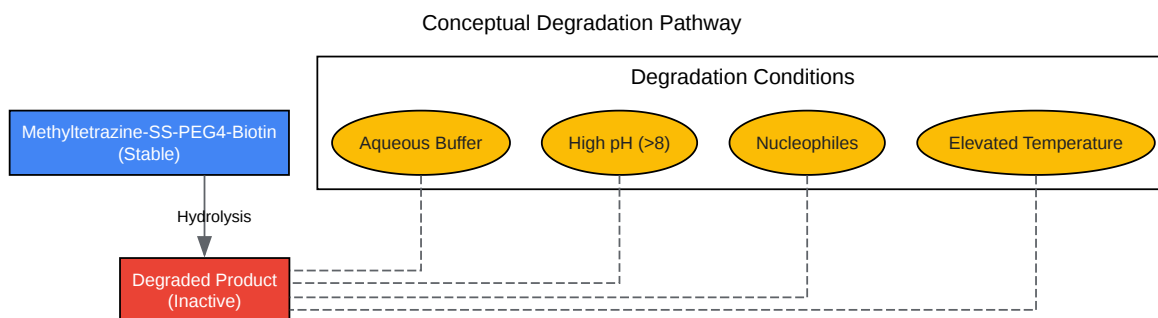 Conceptual Degradation Pathway
Degradation Conditions
Methyltetrazine-SS-PEG4-Biotin
(Stable)
Aqueous Buffer
High pH (>8)
Nucleophiles
Elevated Temperature
Hydrolysis
Degraded Product
(Inactive)